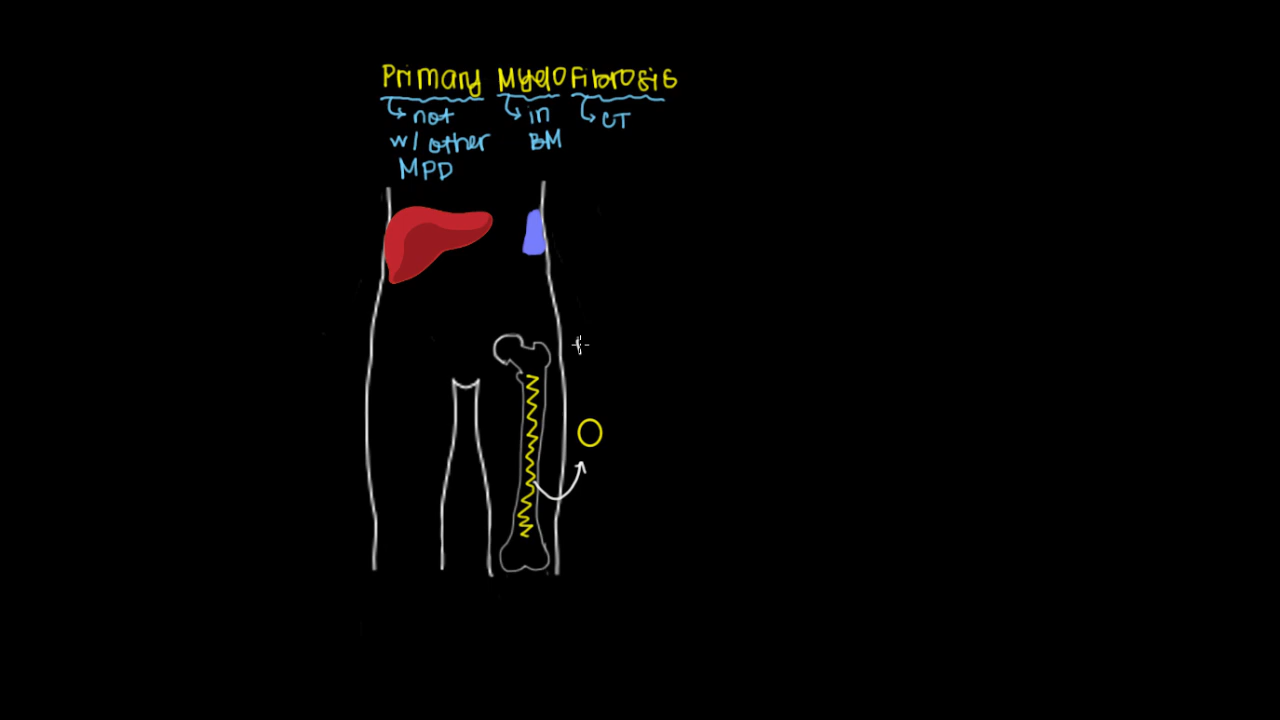 Primary MyeloFibrosis
↳ not w/ other MPD
↳ in BM
↳ CT